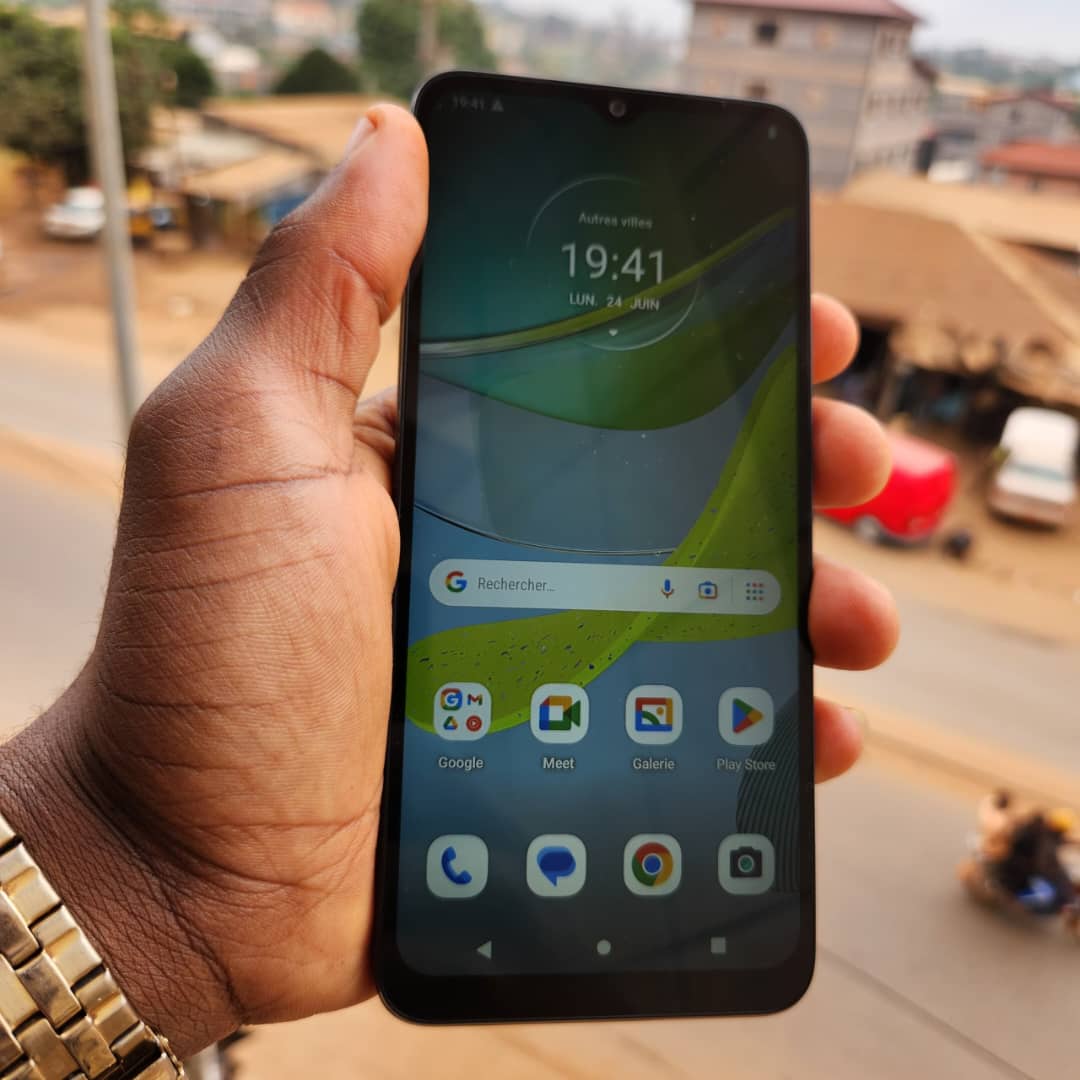 19:41
Autres villes
19:41
LUN. 24 JUIN
Rechercher...
Google
Meet
Galerie
Play Store